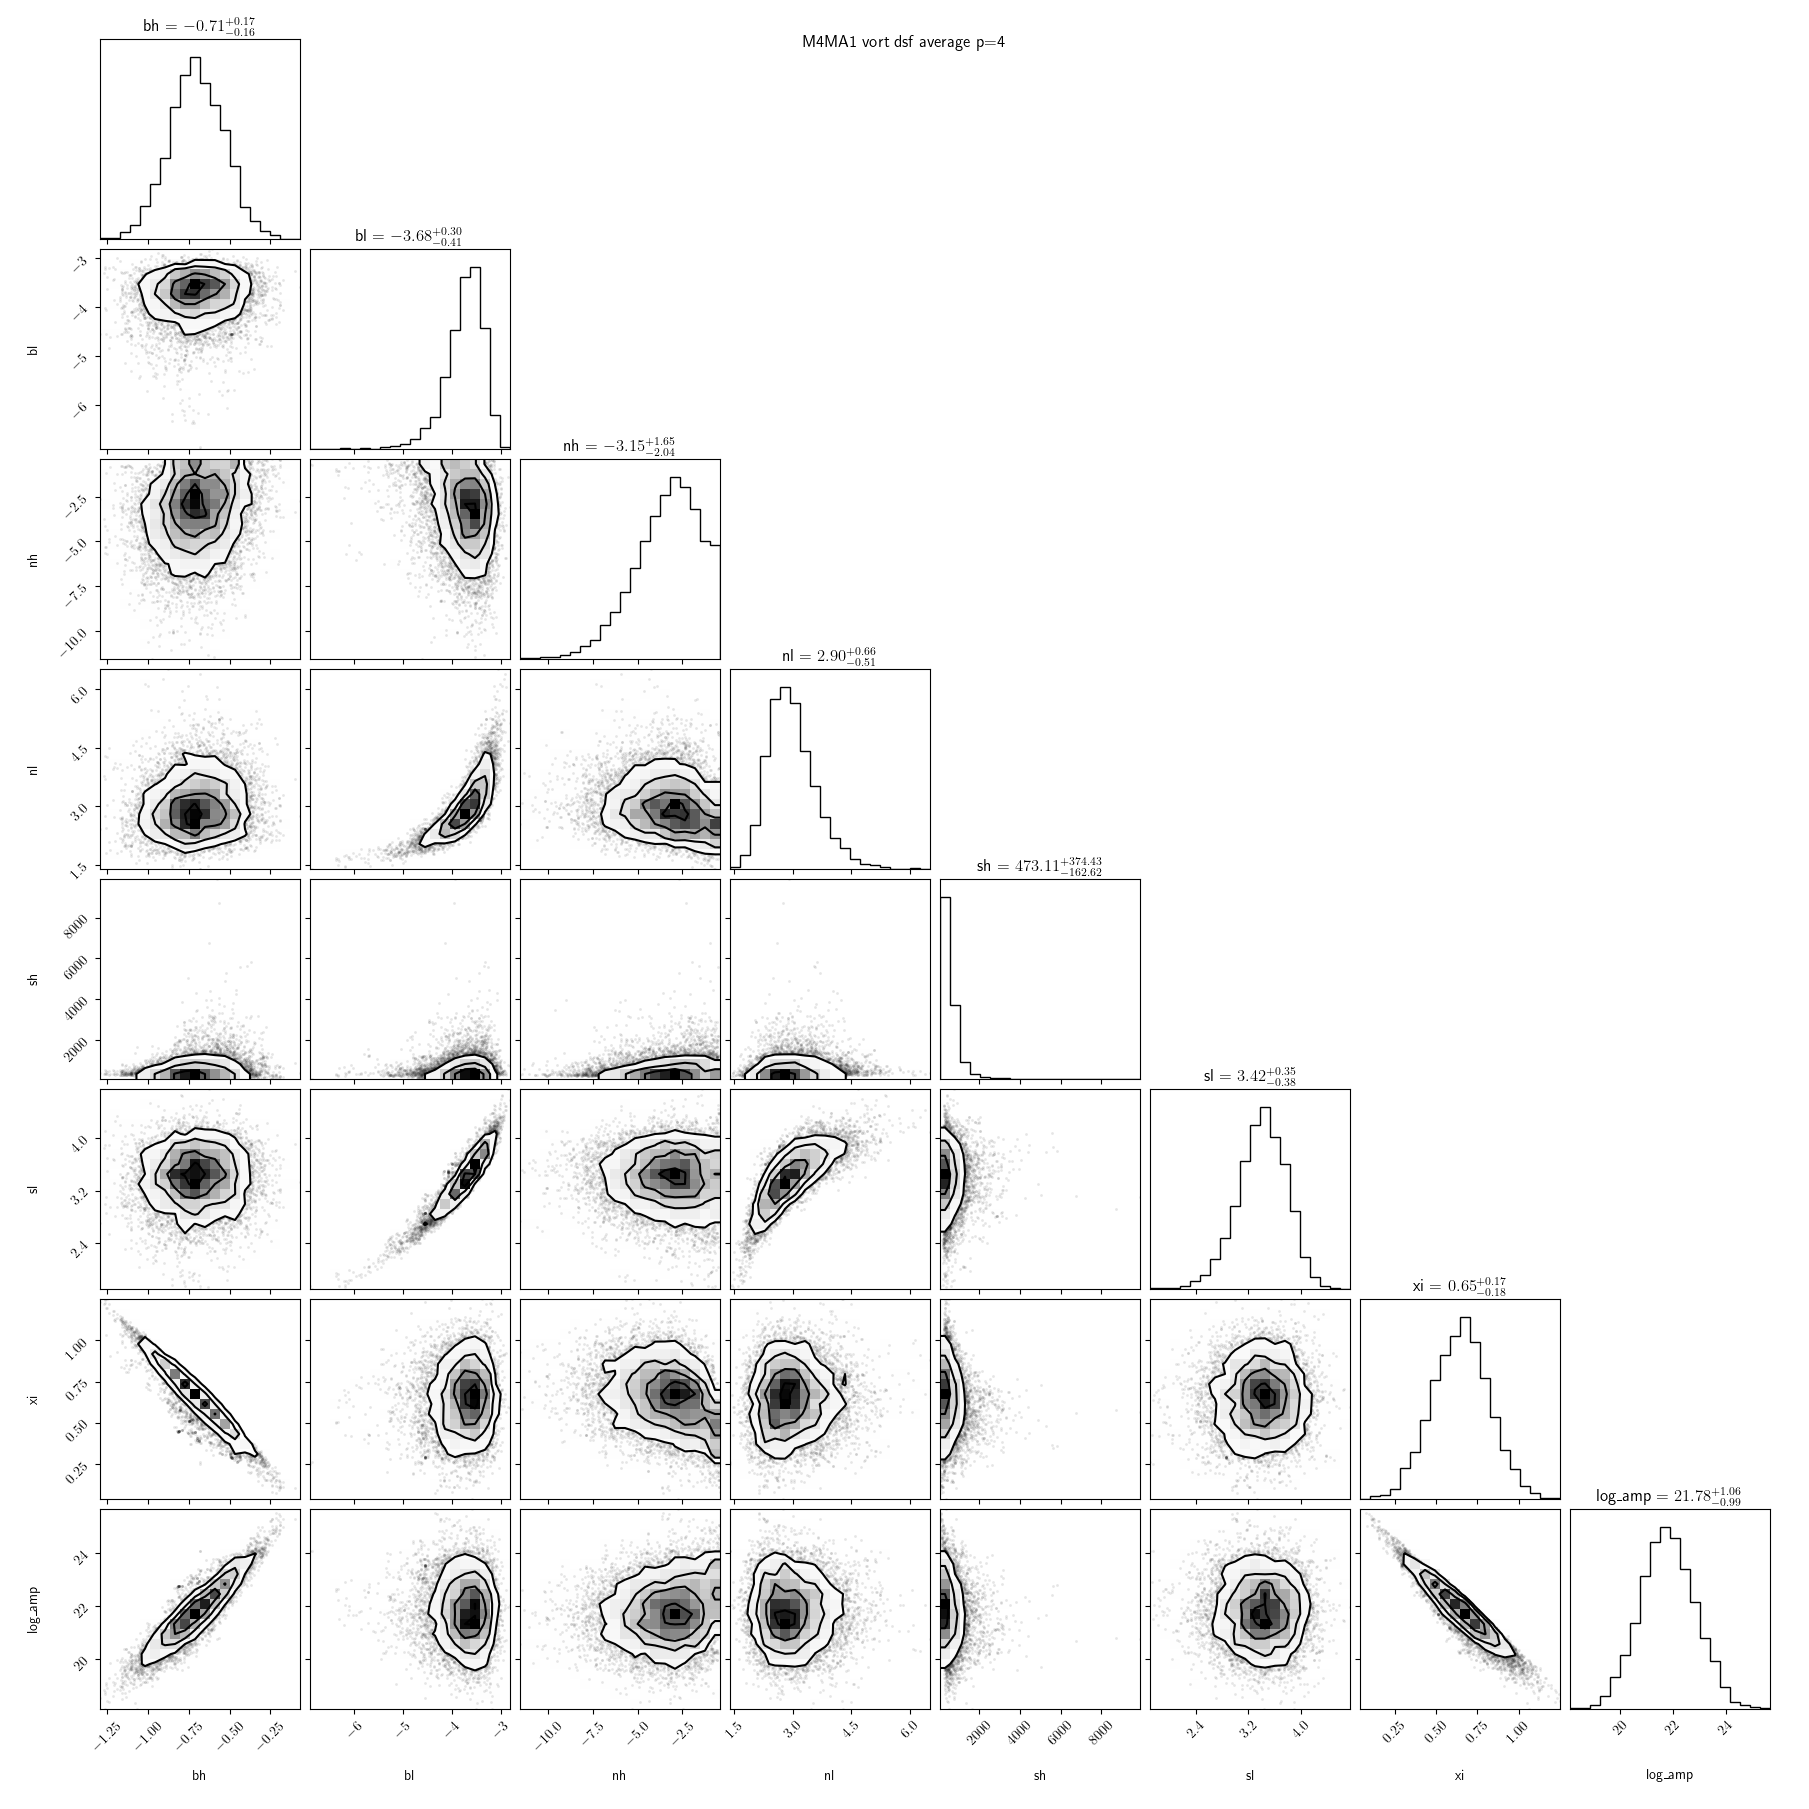 M4MA1 vort dsf average p=4
bh = −0.71+0.17 −0.16
bl = −3.68+0.30 −0.41
nh = −3.15+1.65 −2.04
nl = 2.90+0.66 −0.51
sh = 473.11+374.43 −162.62
sl = 3.42+0.35 −0.38
xi = 0.65+0.17 −0.18
log_amp = 21.78+1.06 −0.99
bl
−3
−4
−5
−6
nh
−2.5
−5.0
−7.5
−10.0
nl
6.0
4.5
3.0
1.5
sh
8000
6000
4000
2000
sl
4.0
3.2
2.4
xi
1.00
0.75
0.50
0.25
log_amp
24
22
20
−1.25 −1.00 −0.75 −0.50 −0.25
−6 −5 −4 −3
−10.0 −7.5 −5.0 −2.5
1.5 3.0 4.5 6.0
2000 4000 6000 8000
2.4 3.2 4.0
0.25 0.50 0.75 1.00
20 22 24
bh bl nh nl sh sl xi log_amp